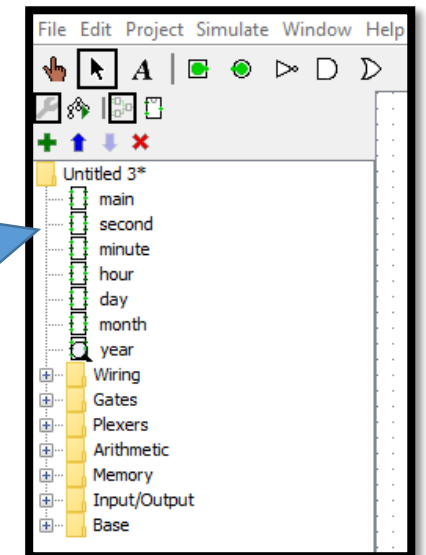 File Edit Project Simulate Window Help
A
Untitled 3*
main
second
minute
hour
day
month
year
Wiring
Gates
Plexers
Arithmetic
Memory
Input/Output
Base